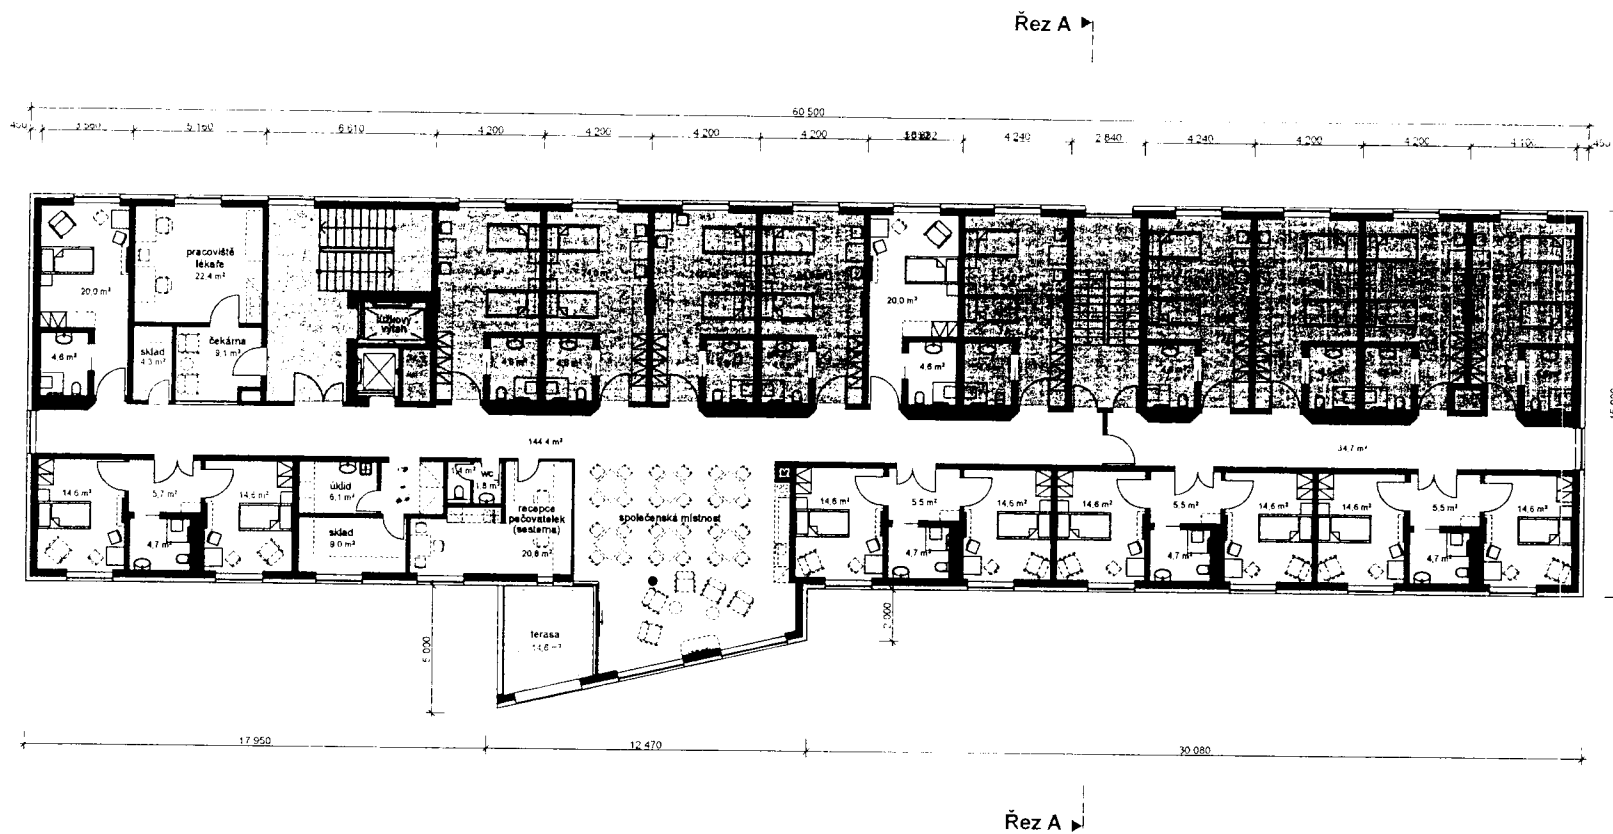 Řez A
60 500
5 160
6 610
4 200
4 200
4 200
4 200
4 240
2 840
4 240
4 200
4 200
4 100
450
pracoviště
lékaře
22,4 m²
20,0 m²
20,0 m²
lůžkový
výtah
sklad
4,3 m²
čekárna
9,1 m²
4,6 m²
4,6 m²
144,4 m²
34,7 m²
14,6 m²
5,7 m²
14,6 m²
4,7 m²
úklid
6,1 m²
sklad
9,0 m²
wc
1,8 m²
recepce
pečovatelek
(sesterna)
20,8 m²
společenská místnost
14,6 m²
5,5 m²
14,6 m²
4,7 m²
14,6 m²
5,5 m²
14,6 m²
4,7 m²
14,6 m²
5,5 m²
14,6 m²
4,7 m²
terasa
14,6 m²
5 000
2 000
17 950
12 470
30 080
Řez A